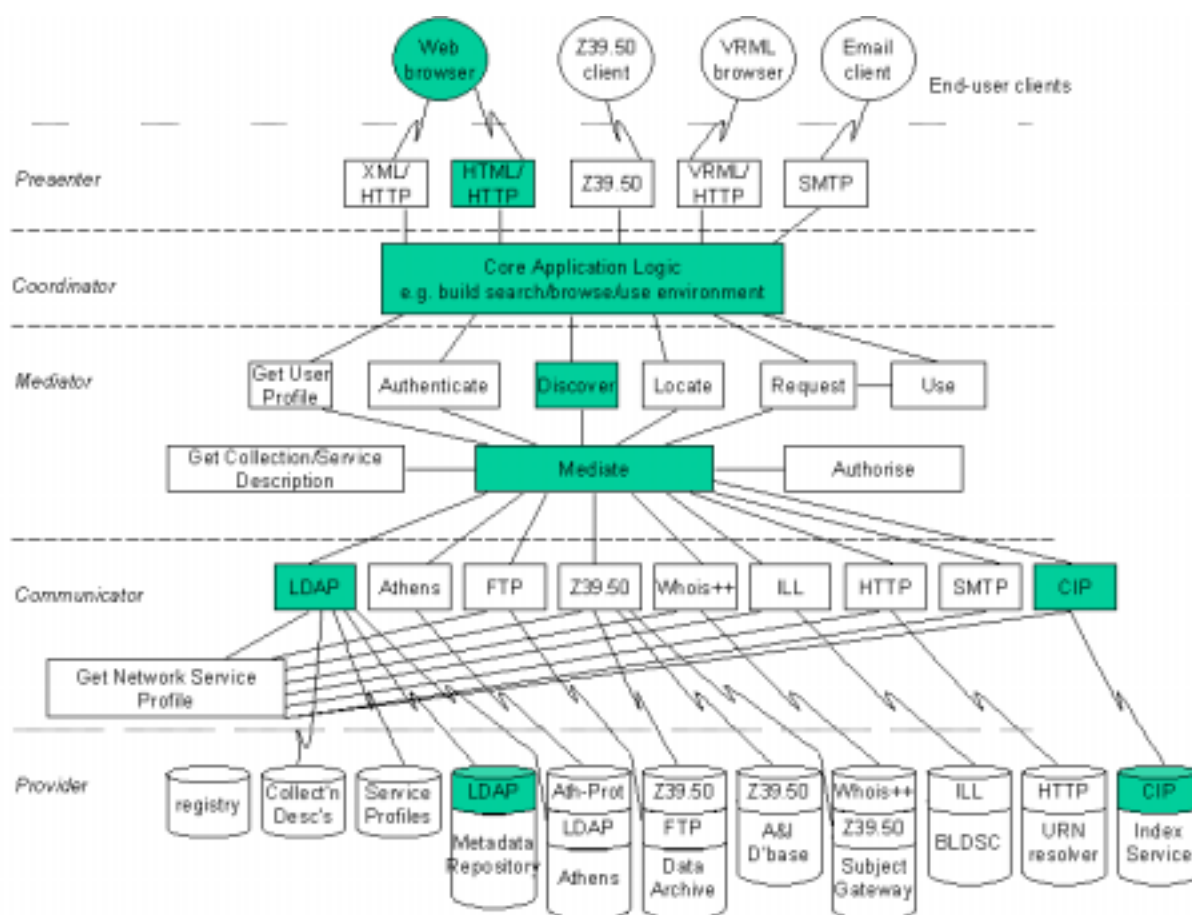 Web
browser
Z39.50
client
VRML
browser
Email
client
End-user clients
Presenter
XML/
HTTP
HTML/
HTTP
Z39.50
VRML/
HTTP
SMTP
Coordinator
Core Application Logic
e.g. build search/browse/use environment
Mediator
Get User
Profile
Authenticate
Discover
Locate
Request
Use
Get Collection/Service
Description
Mediate
Authorise
Communicator
LDAP
Athens
FTP
Z39.50
Whois++
ILL
HTTP
SMTP
CIP
Get Network Service
Profile
Provider
registry
Collect'n
Desc's
Service
Profiles
LDAP
Metadata
Repository
Ath-Prot
LDAP
Athens
Z39.50
FTP
Data
Archive
Z39.50
A&I
D'base
Whois++
Z39.50
Subject
Gateway
ILL
BLDSC
HTTP
URN
resolver
CIP
Index
Service